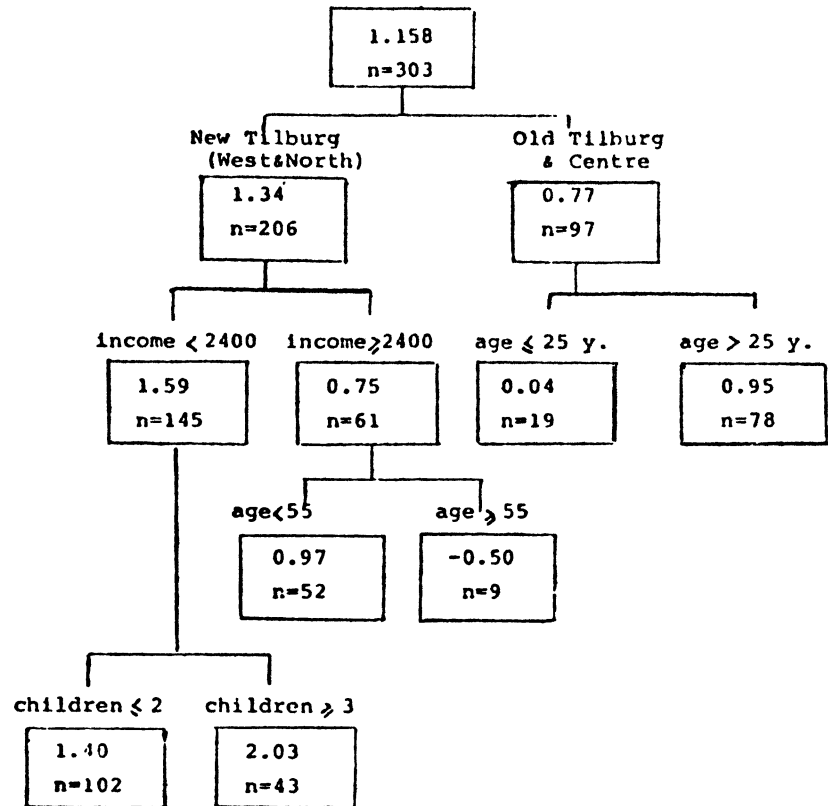 1.158
n=303
New Tilburg
(West&North)
Old Tilburg
& Centre
1.34
n=206
0.77
n=97
income < 2400
income ⩾ 2400
age ⩽ 25 y.
age > 25 y.
1.59
n=145
0.75
n=61
0.04
n=19
0.95
n=78
age<55
age ⩾ 55
0.97
n=52
-0.50
n=9
children ⩽ 2
children ⩾ 3
1.40
n=102
2.03
n=43